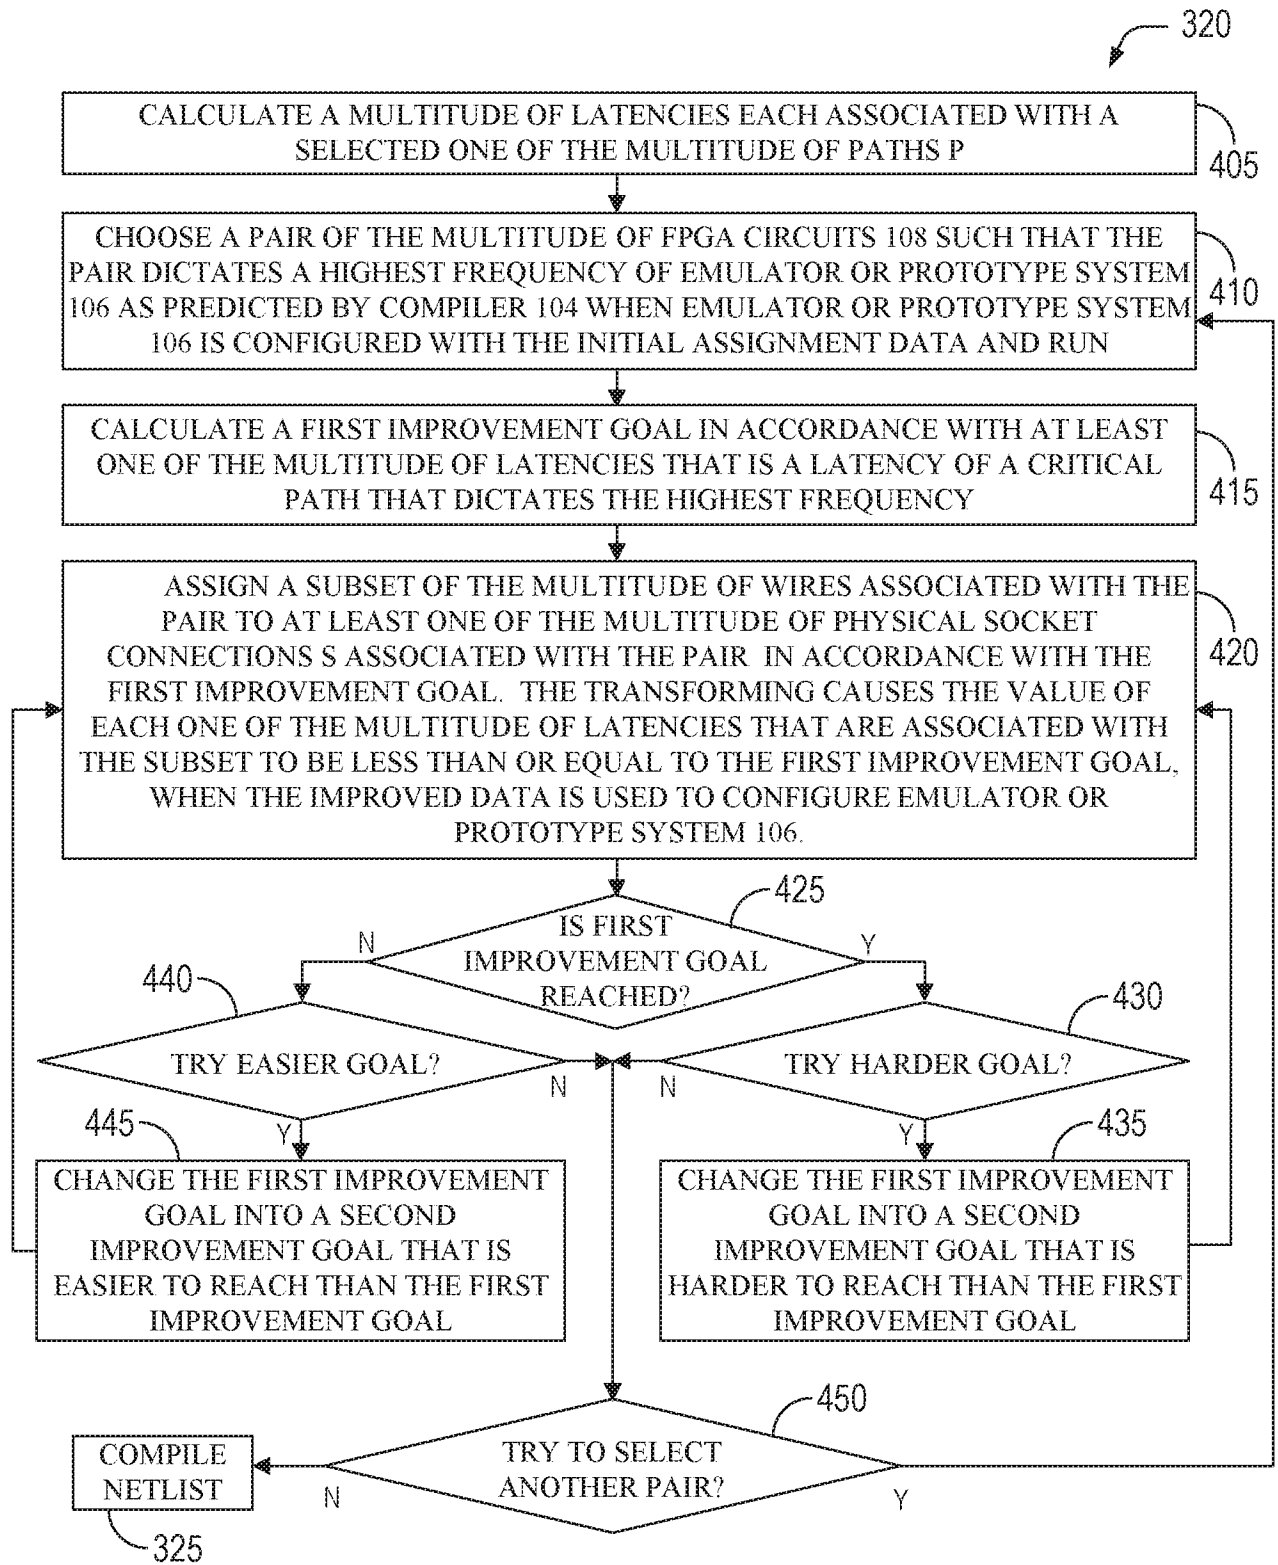 320
CALCULATE A MULTITUDE OF LATENCIES EACH ASSOCIATED WITH A
SELECTED ONE OF THE MULTITUDE OF PATHS P
405
CHOOSE A PAIR OF THE MULTITUDE OF FPGA CIRCUITS 108 SUCH THAT THE
PAIR DICTATES A HIGHEST FREQUENCY OF EMULATOR OR PROTOTYPE SYSTEM
106 AS PREDICTED BY COMPILER 104 WHEN EMULATOR OR PROTOTYPE SYSTEM
106 IS CONFIGURED WITH THE INITIAL ASSIGNMENT DATA AND RUN
410
CALCULATE A FIRST IMPROVEMENT GOAL IN ACCORDANCE WITH AT LEAST
ONE OF THE MULTITUDE OF LATENCIES THAT IS A LATENCY OF A CRITICAL
PATH THAT DICTATES THE HIGHEST FREQUENCY
415
ASSIGN A SUBSET OF THE MULTITUDE OF WIRES ASSOCIATED WITH THE
PAIR TO AT LEAST ONE OF THE MULTITUDE OF PHYSICAL SOCKET
CONNECTIONS S ASSOCIATED WITH THE PAIR IN ACCORDANCE WITH THE
FIRST IMPROVEMENT GOAL. THE TRANSFORMING CAUSES THE VALUE OF
EACH ONE OF THE MULTITUDE OF LATENCIES THAT ARE ASSOCIATED WITH
THE SUBSET TO BE LESS THAN OR EQUAL TO THE FIRST IMPROVEMENT GOAL,
WHEN THE IMPROVED DATA IS USED TO CONFIGURE EMULATOR OR
PROTOTYPE SYSTEM 106.
420
425
IS FIRST
IMPROVEMENT GOAL
REACHED?
N
Y
440
TRY EASIER GOAL?
N
Y
430
TRY HARDER GOAL?
N
Y
445
CHANGE THE FIRST IMPROVEMENT
GOAL INTO A SECOND
IMPROVEMENT GOAL THAT IS
EASIER TO REACH THAN THE FIRST
IMPROVEMENT GOAL
435
CHANGE THE FIRST IMPROVEMENT
GOAL INTO A SECOND
IMPROVEMENT GOAL THAT IS
HARDER TO REACH THAN THE FIRST
IMPROVEMENT GOAL
450
TRY TO SELECT
ANOTHER PAIR?
N
Y
COMPILE
NETLIST
325